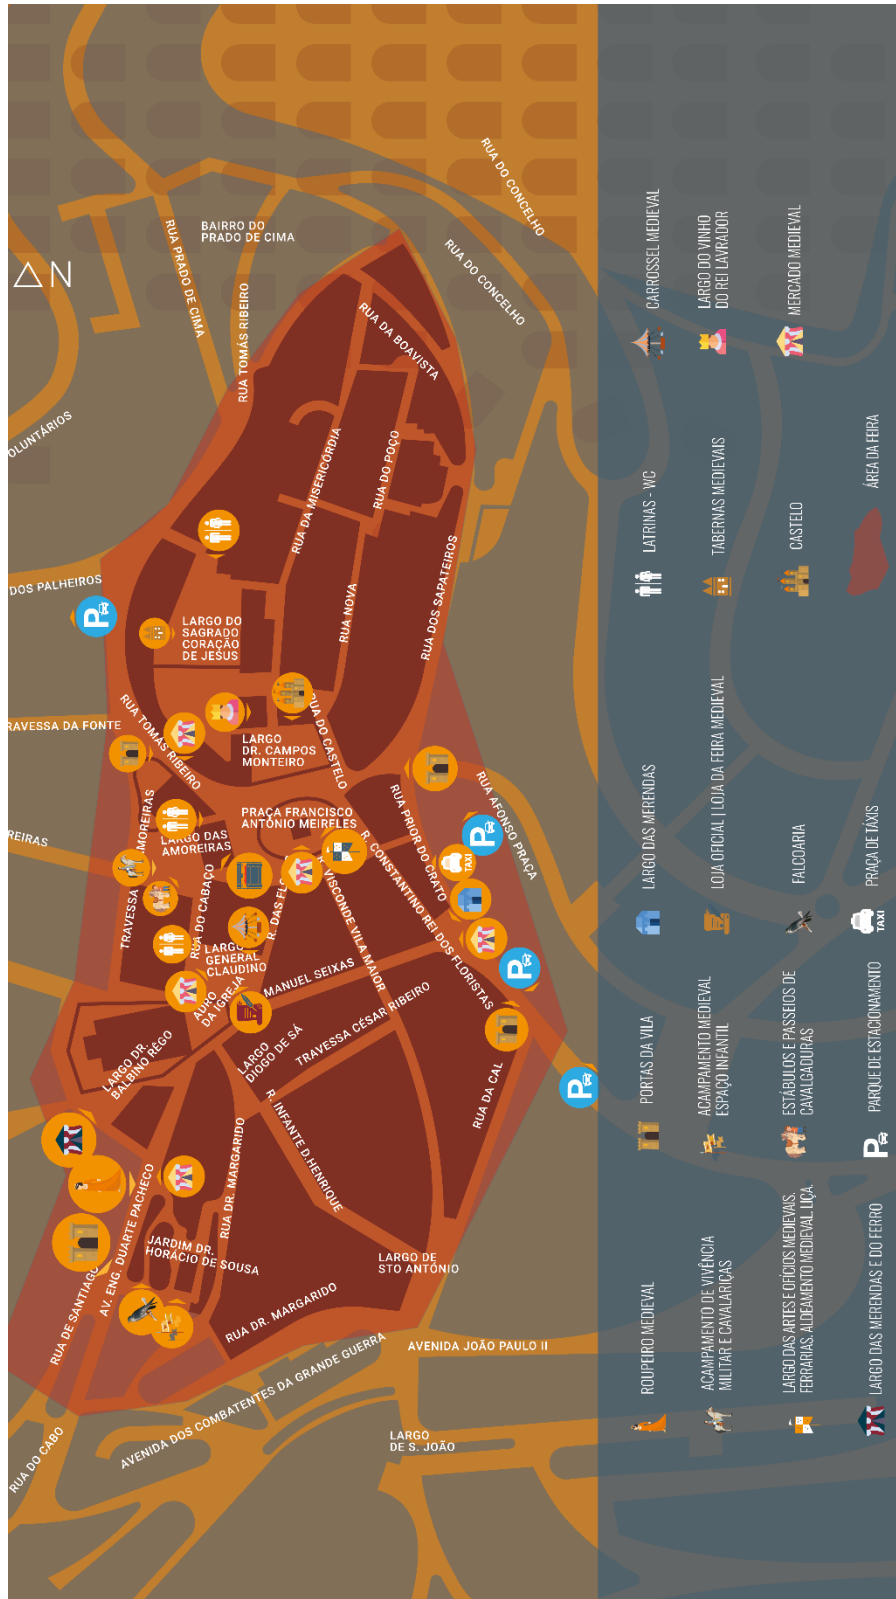 N
OLUNTÁRIOS
RUA PRADO DE CIMA
BAIRRO DO
PRADO DE CIMA
RUA TOMÁS RIBEIRO
RUA DO CONCELHO
RUA DO CONCELHO
RUA DA BOAVISTA
RUA DA MISERICÓRDIA
RUA DO POÇO
RUA NOVA
RUA DOS SAPATEIROS
DOS PALHEIROS
P
LARGO DO
SAGRADO
CORAÇÃO
DE JESUS
RAVESSA DA FONTE
RUA TOMÁS RIBEIRO
LARGO
DR. CAMPOS
MONTEIRO
RUA DO CASTELO
REIRAS
TRAVESSA
AMOREIRAS
LARGO DAS
AMOREIRAS
PRAÇA FRANCISCO
ANTÓNIO MEIRELES
RUA PRIOR DO CRATO
RUA AFONSO PRAÇA
P
TAXI
P
P
RUA DO CABAÇO
R. DAS FLO
R. VISCONDE VILA MAIOR
R. CONSTANTINO REI DOS FLORISTAS
LARGO
GENERAL
CLAUDINO
AURO
DA IGREJA
MANUEL SEIXAS
LARGO DR.
BALBINO REGO
LARGO
DIOGO DE SÁ
TRAVESSA CÉSAR RIBEIRO
RUA DA CAL
R. INFANTE D.HENRIQUE
RUA DR. MARGARIDO
AV. ENG. DUARTE PACHECO
JARDIM DR.
HORÁCIO DE SOUSA
RUA DE SANTIAGO
RUA DR. MARGARIDO
LARGO DE
STO ANTÓNIO
RUA DO CABO
AVENIDA DOS COMBATENTES DA GRANDE GUERRA
AVENIDA JOÃO PAULO II
LARGO
DE S. JOÃO
ROUPEIRO MEDIEVAL
PORTAS DA VILA
LARGO DAS MERENDAS
LATRINAS - WC
CARROSSEL MEDIEVAL
ACAMPAMENTO DE VIVÊNCIA
MILITAR E CAVALARIÇAS
ACAMPAMENTO MEDIEVAL
ESPAÇO INFANTIL
LOJA OFICIAL | LOJA DA FEIRA MEDIEVAL
TABERNAS MEDIEVAIS
LARGO DO VINHO
DO REI LAVRADOR
LARGO DAS ARTES E OFÍCIOS MEDIEVAIS.
FERRARIAS. ALDEAMENTO MEDIEVAL. LIÇA.
ESTÁBULOS E PASSEIOS DE
CAVALGADURAS
FALCOARIA
CASTELO
MERCADO MEDIEVAL
LARGO DAS MERENDAS E DO FERRO
P
PARQUE DE ESTACIONAMENTO
TAXI
PRAÇA DE TÁXIS
ÁREA DA FEIRA